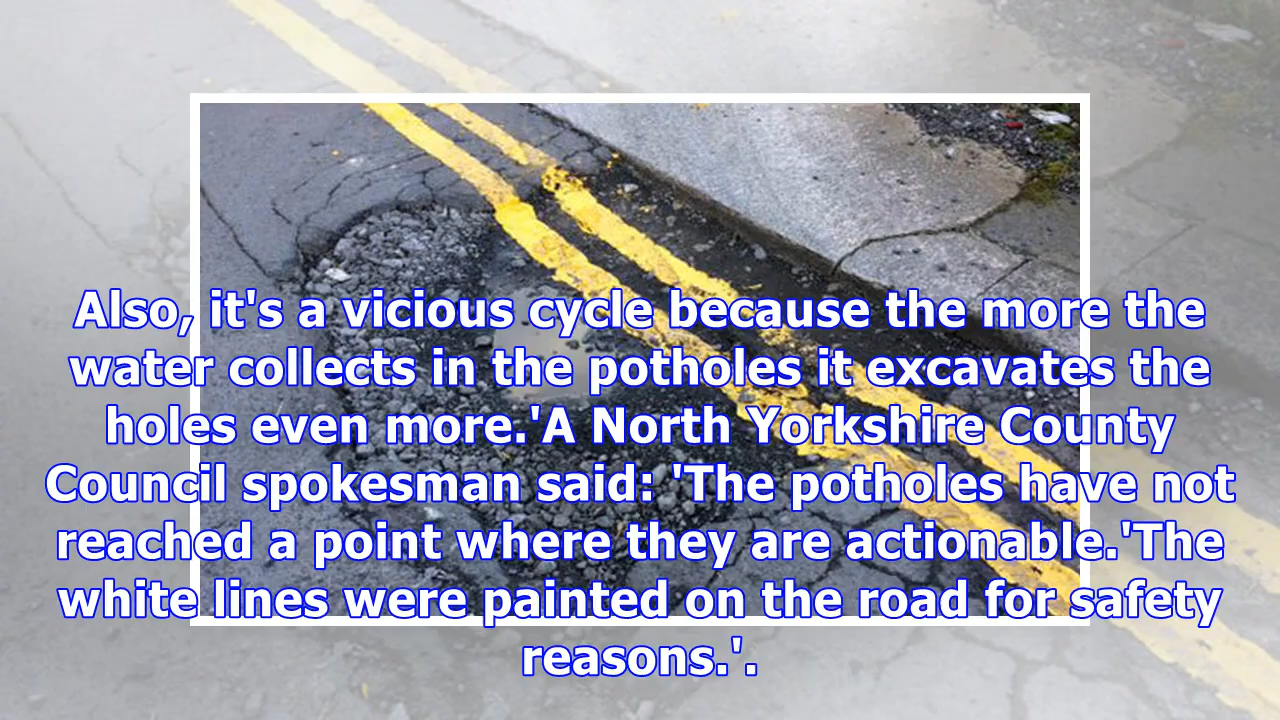 Also, it's a vicious cycle because the more the
water collects in the potholes it excavates the
holes even more.'A North Yorkshire County
Council spokesman said: 'The potholes have not
reached a point where they are actionable.'The
white lines were painted on the road for safety
reasons.'.